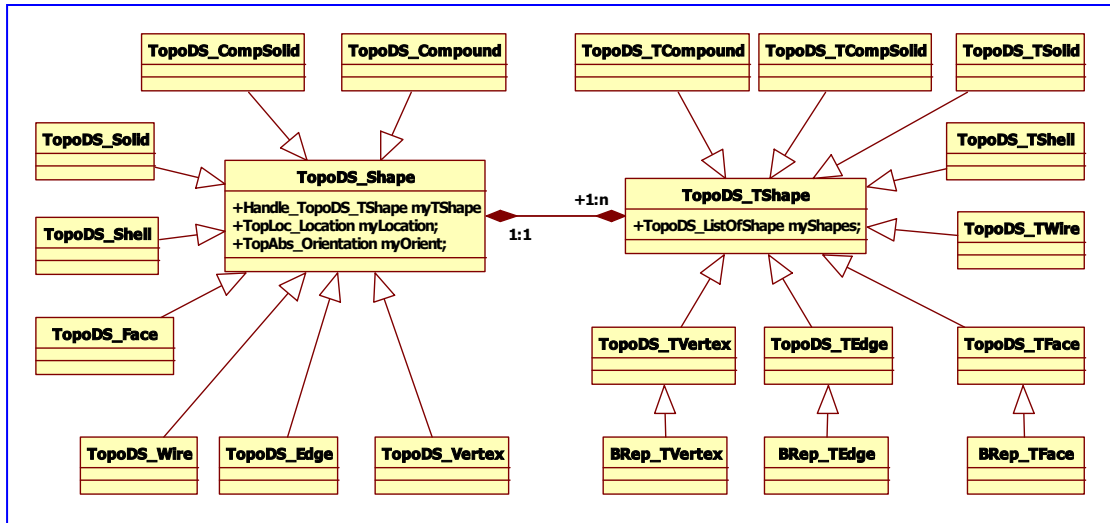 TopoDS_CompSolid
TopoDS_Compound
TopoDS_TCompound
TopoDS_TCompSolid
TopoDS_TSolid
TopoDS_Solid
TopoDS_TShell
TopoDS_Shape
+Handle_TopoDS_TShape myTShape
+TopLoc_Location myLocation;
+TopAbs_Orientation myOrient;
1:1
+1:n
TopoDS_TShape
+TopoDS_ListOfShape myShapes;
TopoDS_Shell
TopoDS_TWire
TopoDS_Face
TopoDS_TVertex
TopoDS_TEdge
TopoDS_TFace
TopoDS_Wire
TopoDS_Edge
TopoDS_Vertex
BRep_TVertex
BRep_TEdge
BRep_TFace